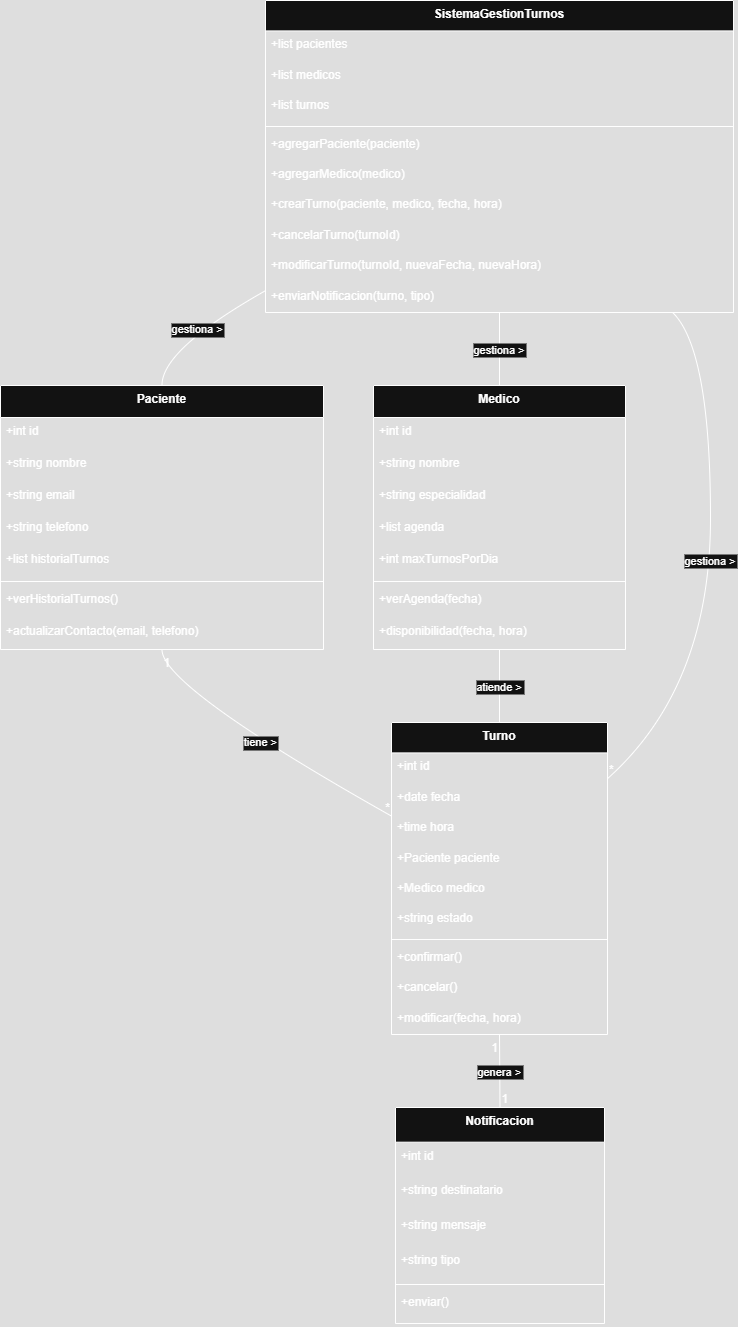 SistemaGestionTurnos
+list pacientes
+list medicos
+list turnos
+agregarPaciente(paciente)
+agregarMedico(medico)
+crearTurno(paciente, medico, fecha, hora)
+cancelarTurno(turnoId)
+modificarTurno(turnoId, nuevaFecha, nuevaHora)
+enviarNotificacion(turno, tipo)
gestiona >
gestiona >
gestiona >
Paciente
+int id
+string nombre
+string email
+string telefono
+list historialTurnos
+verHistorialTurnos()
+actualizarContacto(email, telefono)
Medico
+int id
+string nombre
+string especialidad
+list agenda
+int maxTurnosPorDia
+verAgenda(fecha)
+disponibilidad(fecha, hora)
1
tiene >
*
atiende >
*
Turno
+int id
+date fecha
+time hora
+Paciente paciente
+Medico medico
+string estado
+confirmar()
+cancelar()
+modificar(fecha, hora)
1
genera >
1
Notificacion
+int id
+string destinatario
+string mensaje
+string tipo
+enviar()